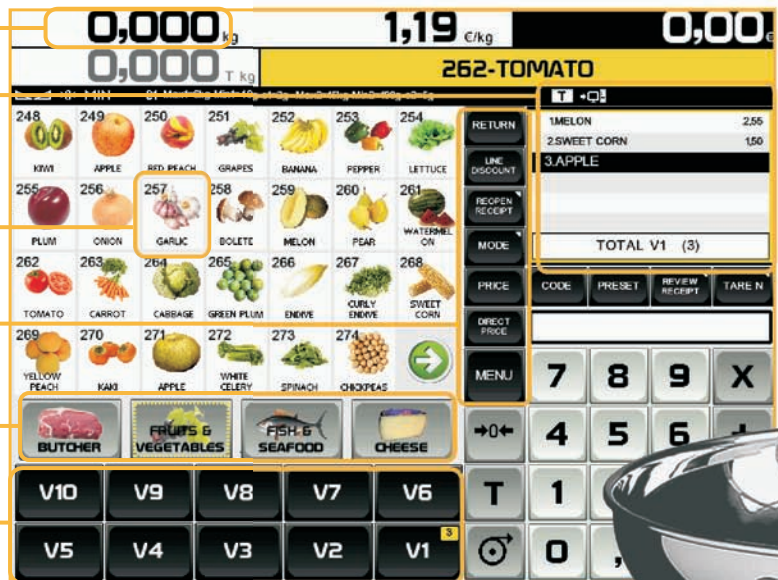 0,000 kg 1,19 €/kg 0,00 €
0,000 T kg 262-TOMATO
T
248 249 250 251 252 253 254
KIWI APPLE RED PEACH GRAPES BANANA PEPPER LETTUCE
255 256 257 258 259 260 261
PLUM ONION GARLIC BOLETE MELON PEAR WATERMEL
ON
262 263 264 265 266 267 268
TOMATO CARROT CABBAGE GREEN PLUM ENDIVE CURLY
ENDIVE SWEET
CORN
269 270 271 272 273 274
YELLOW
PEACH KAKI APPLE WHITE
CELERY SPINACH CHICKPEAS
BUTCHER FRUITS &
VEGETABLES FISH &
SEAFOOD CHEESE
V10 V9 V8 V7 V6
V5 V4 V3 V2 V1 3
RETURN
LINE
DISCOUNT
REOPEN
RECEIPT
MODE
PRICE
DIRECT
PRICE
MENU
→0←
T
1.MELON 2,55
2.SWEET CORN 1,50
3.APPLE
TOTAL V1 (3)
CODE PRESET REVIEW
RECEIPT TARE N
7 8 9 X
4 5 6 +
1
0 ,